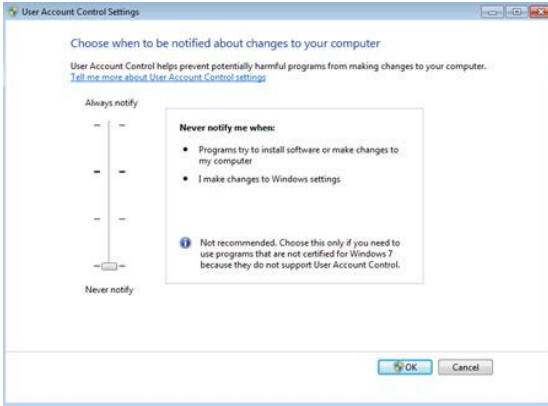 User Account Control Settings
Choose when to be notified about changes to your computer
User Account Control helps prevent potentially harmful programs from making changes to your computer.
Tell me more about User Account Control settings
Always notify
Never notify me when:
Programs try to install software or make changes to
my computer
I make changes to Windows settings
Not recommended. Choose this only if you need to
use programs that are not certified for Windows 7
because they do not support User Account Control.
Never notify
OK
Cancel